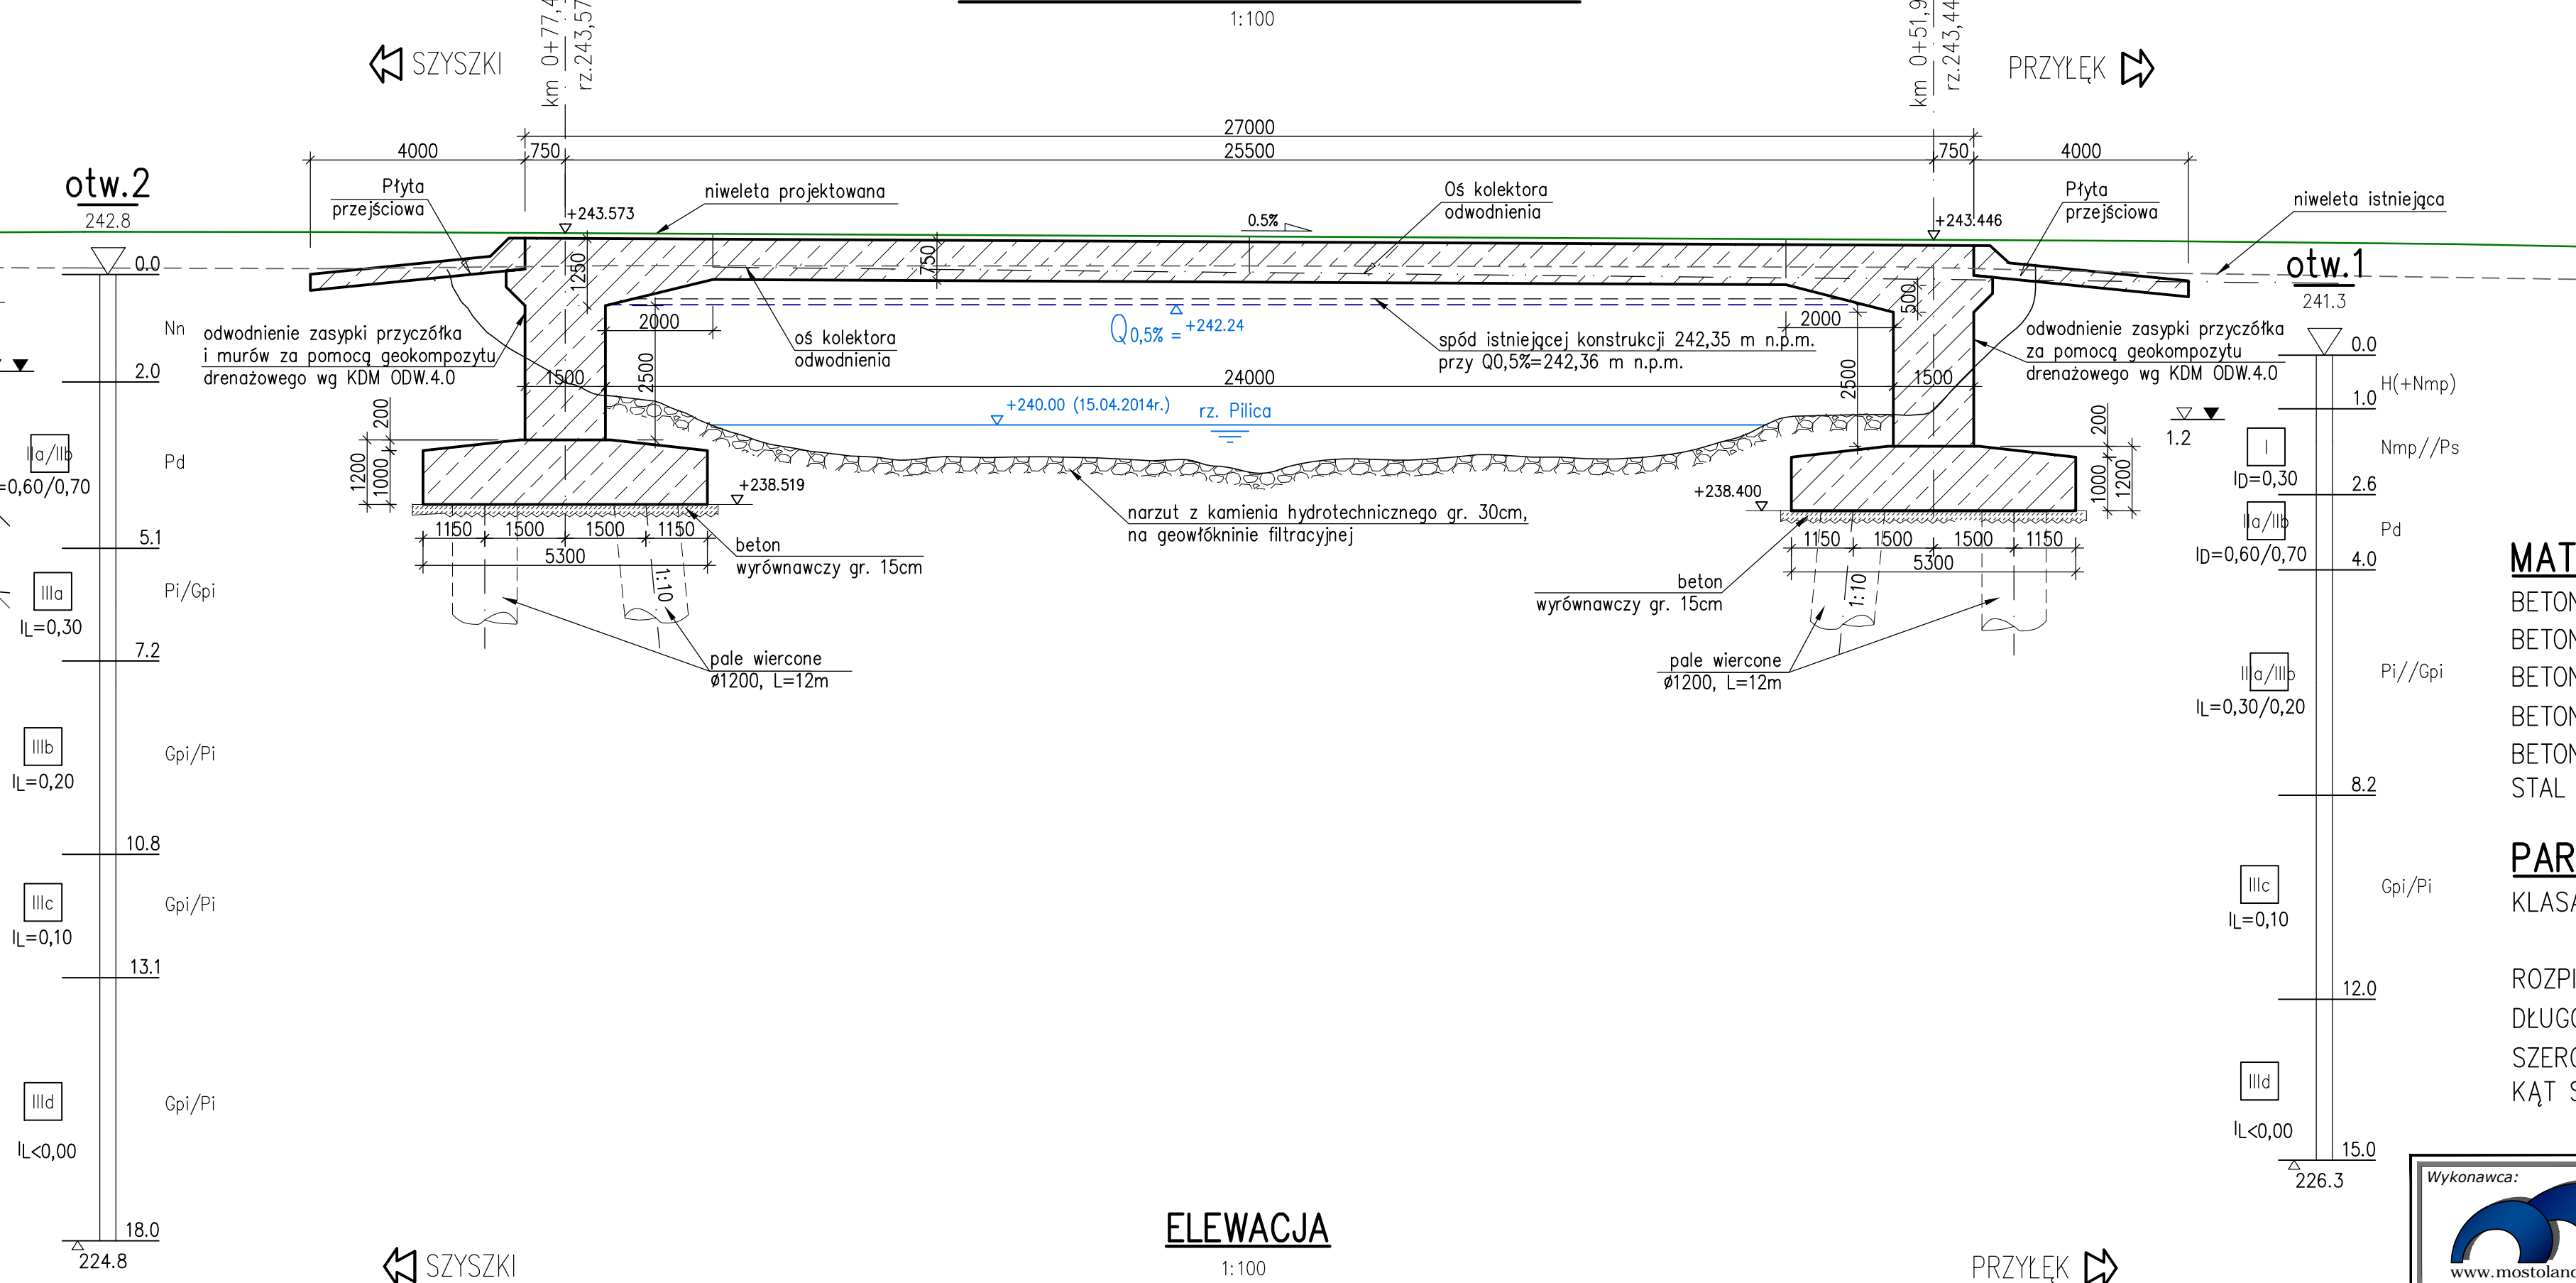 1:100
SZYSZKI
PRZYŁĘK
km 0+77,4
rz.243,57
km 0+51,9
rz.243,44
27000
4000
750
25500
750
4000
otw.2
242.8
Płyta
przejściowa
+243.573
niweleta projektowana
0.5%
Oś kolektora
odwodnienia
+243.446
Płyta
przejściowa
niweleta istniejąca
otw.1
241.3
0.0
Nn
2.0
IIa/IIb
=0,60/0,70
Pd
5.1
IIIa
IL=0,30
Pi/Gpi
7.2
IIIb
IL=0,20
Gpi/Pi
10.8
IIIc
IL=0,10
Gpi/Pi
13.1
IIId
IL<0,00
Gpi/Pi
18.0
224.8
odwodnienie zasypki przyczółka
i murów za pomocą geokompozytu
drenażowego wg KDM ODW.4.0
1250
750
500
2000
2000
oś kolektora
odwodnienia
Q0,5% = +242.24
spód istniejącej konstrukcji 242,35 m n.p.m.
przy Q0,5%=242,36 m n.p.m.
odwodnienie zasypki przyczółka
za pomocą geokompozytu
drenażowego wg KDM ODW.4.0
1500
2500
24000
2500
1500
+240.00 (15.04.2014r.)
rz. Pilica
200
1200
1000
200
1000
1200
+238.519
+238.400
1150
1500
1500
1150
5300
beton
wyrównawczy gr. 15cm
narzut z kamienia hydrotechnicznego gr. 30cm,
na geowłókninie filtracyjnej
1150
1500
1500
1150
5300
beton
wyrównawczy gr. 15cm
1:10
1:10
pale wiercone
ø1200, L=12m
pale wiercone
ø1200, L=12m
0.0
H(+Nmp)
1.0
1.2
I
ID=0,30
Nmp//Ps
2.6
IIa/IIb
ID=0,60/0,70
Pd
4.0
IIIa/IIIb
IL=0,30/0,20
Pi//Gpi
8.2
IIIc
IL=0,10
Gpi/Pi
12.0
IIId
IL<0,00
15.0
226.3
MAT
BETON
BETON
BETON
BETON
BETON
STAL
PAR
KLASA
ROZPI
DŁUGO
SZERO
KĄT S
Wykonawca:
www.mostoland
ELEWACJA
1:100
SZYSZKI
PRZYŁĘK